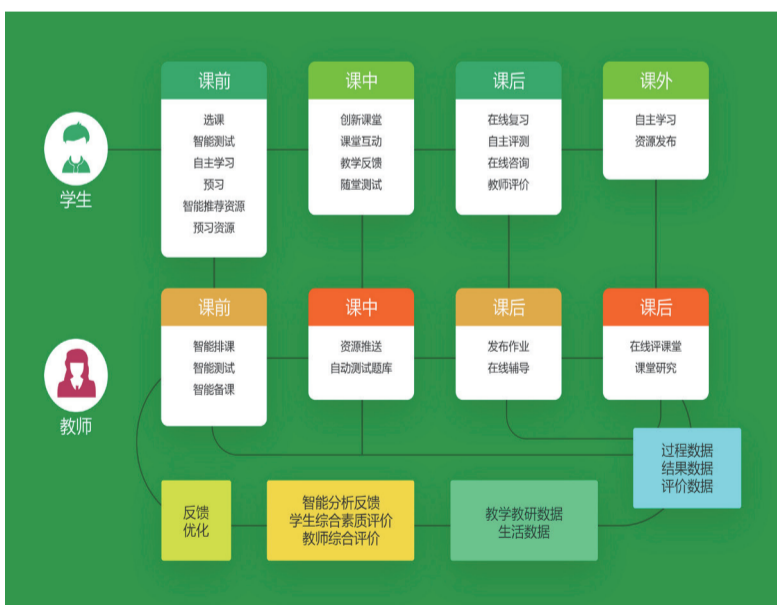 课前
选课
智能测试
自主学习
预习
智能推荐资源
预习资源
课中
创新课堂
课堂互动
教学反馈
随堂测试
课后
在线复习
自主评测
在线咨询
教师评价
课外
自主学习
资源发布
学生
课前
智能排课
智能测试
智能备课
课中
资源推送
自动测试题库
课后
发布作业
在线辅导
课后
在线评课堂
课堂研究
教师
过程数据
结果数据
评价数据
反馈
优化
智能分析反馈
学生综合素质评价
教师综合评价
教学教研数据
生活数据